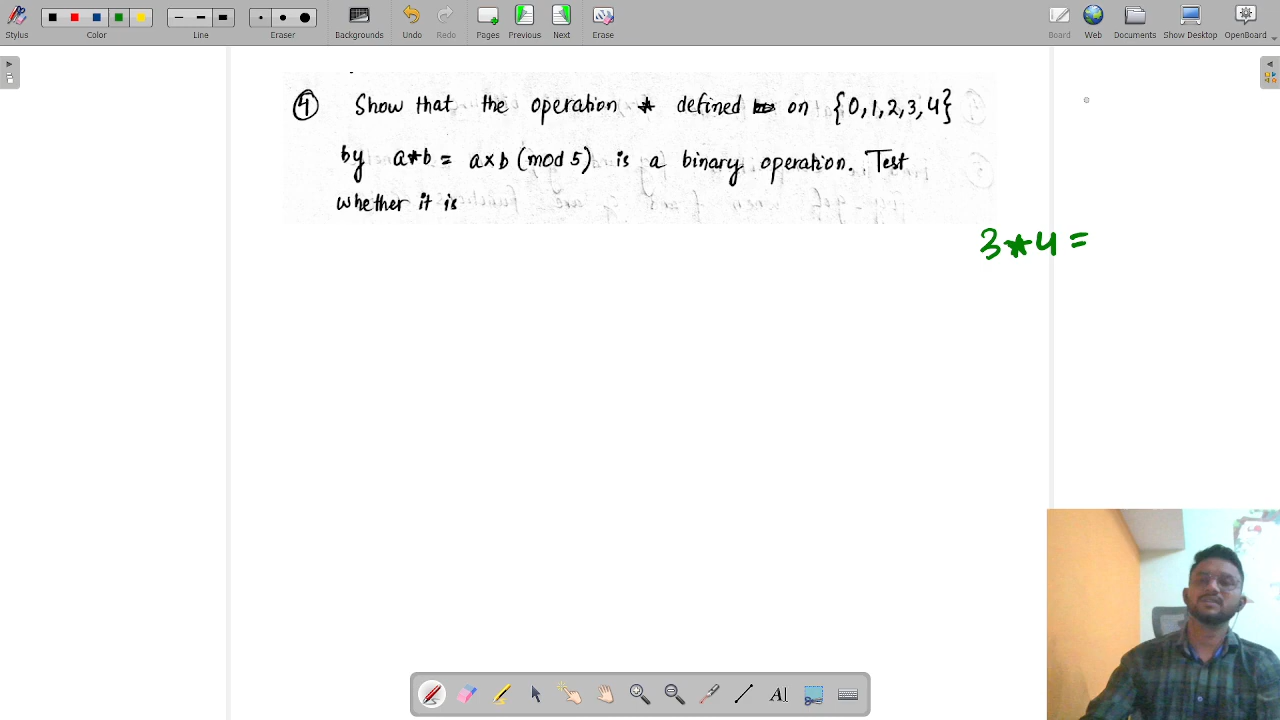 Stylus
Color
Line
Eraser
Backgrounds
Undo
Redo
Pages
Previous
Next
Erase
Board
Web
Documents
Show Desktop
OpenBoard
④ Show that the operation * defined on {0,1,2,3,4}
by a*b = a×b (mod 5) is a binary operation. Test
whether it is
3*4 =